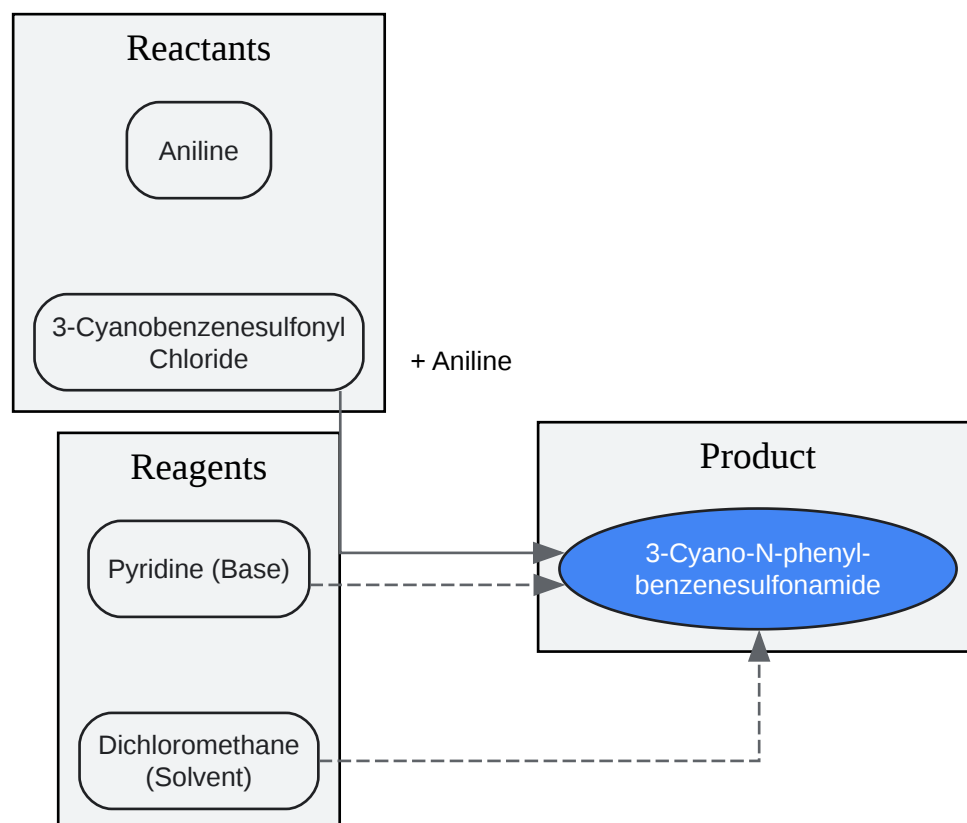 Reactants
Aniline
3-Cyanobenzenesulfonyl
Chloride
+ Aniline
Reagents
Pyridine (Base)
Dichloromethane
(Solvent)
Product
3-Cyano-N-phenyl-
benzenesulfonamide